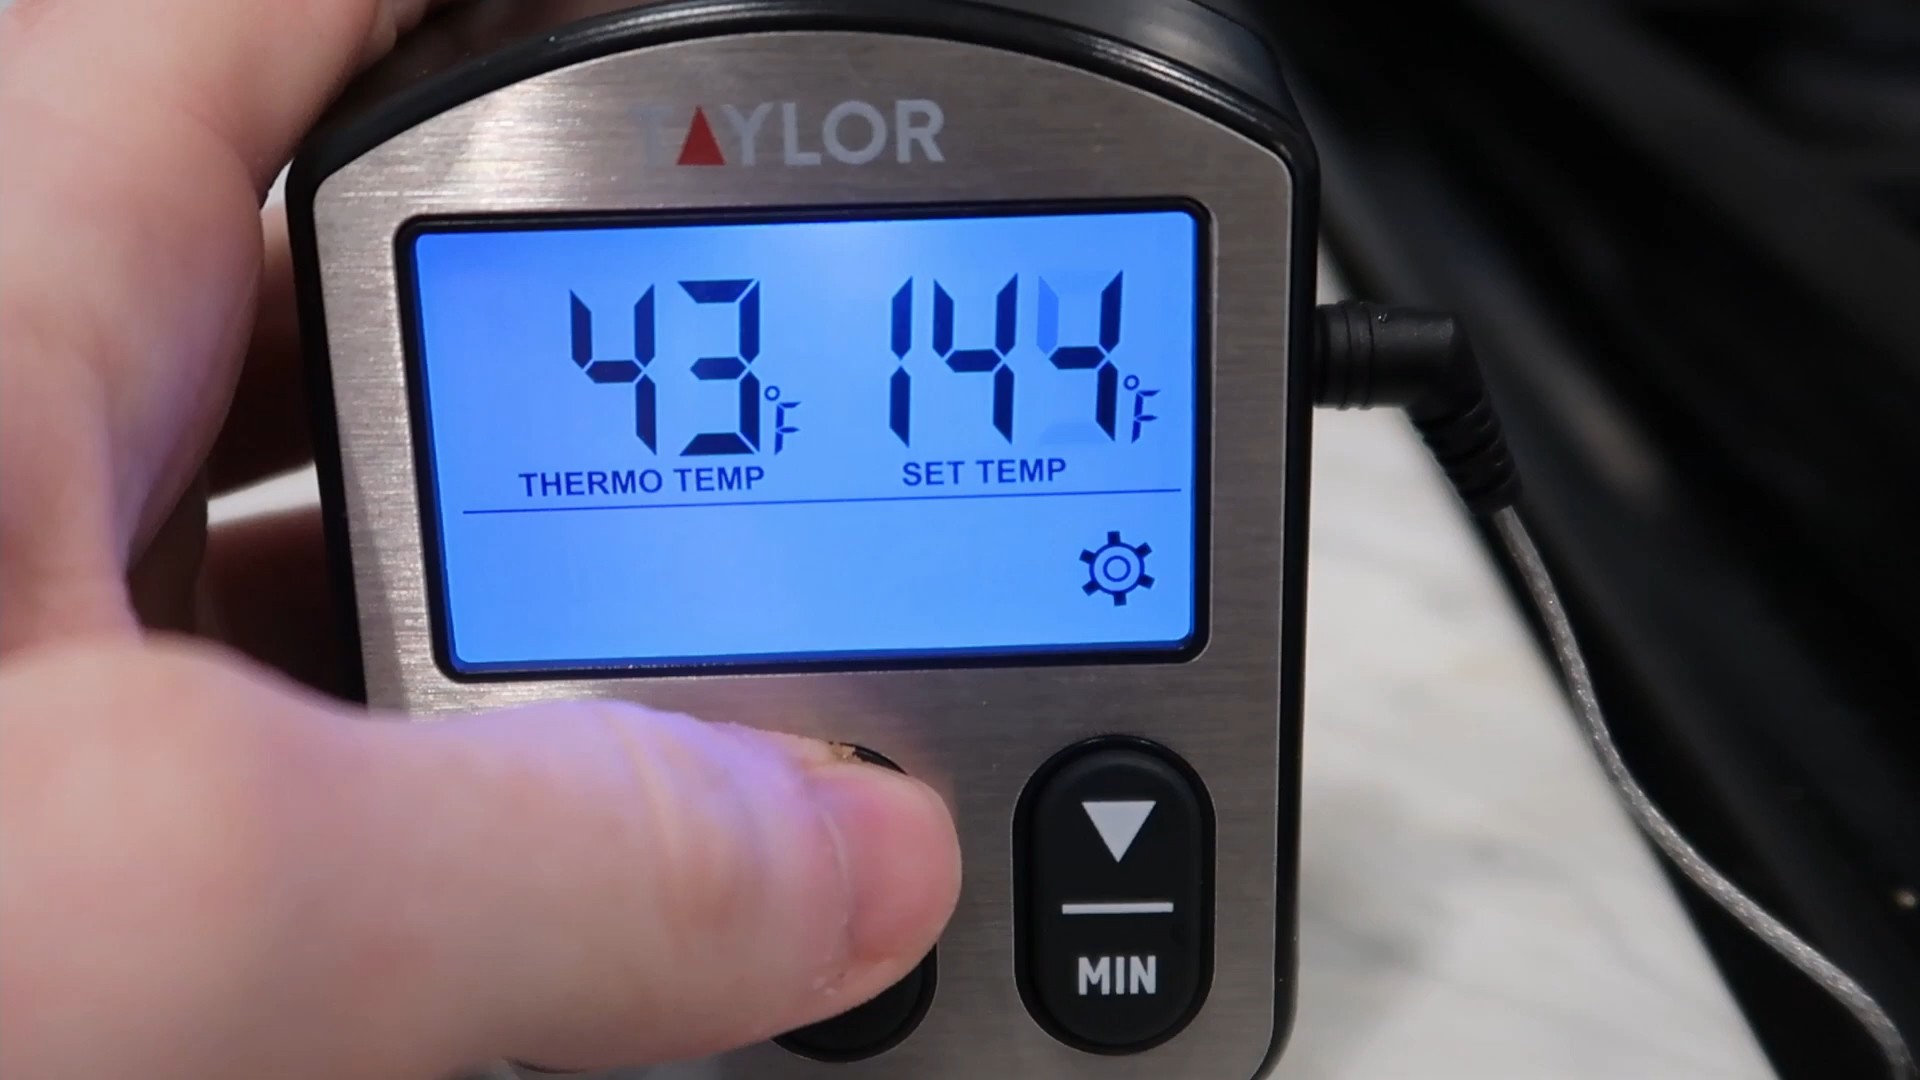 TAYLOR
43°F 144°F
THERMO TEMP SET TEMP
MIN